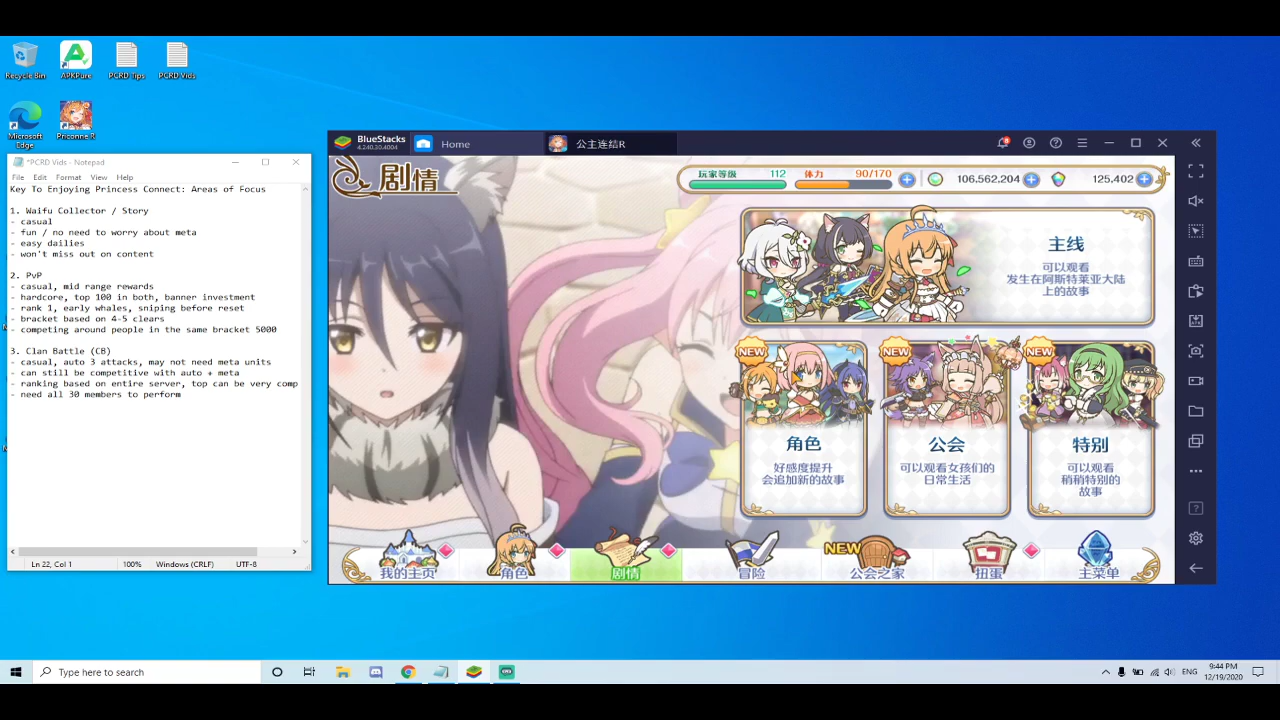 Recycle Bin
APKPure
PCRD Tips
PCRD Vids
Microsoft Edge
Priconne R
*PCRD Vids - Notepad
File Edit Format View Help
Key To Enjoying Princess Connect: Areas of Focus
1. Waifu Collector / Story
- casual
- fun / no need to worry about meta
- easy dailies
- won't miss out on content
2. PvP
- casual, mid range rewards
- hardcore, top 100 in both, banner investment
- rank 1, early whales, sniping before reset
- bracket based on 4-5 clears
- competing around people in the same bracket 5000
3. Clan Battle (CB)
- casual, auto 3 attacks, may not need meta units
- can still be competitive with auto + meta
- ranking based on entire server, top can be very comp
- need all 30 members to perform
Ln 22, Col 1 100% Windows (CRLF) UTF-8
BlueStacks
4.240.30.4004
Home
公主连结R
剧情
玩家等级 112
体力 90/170
106,562,204
125,402
主线
可以观看
发生在阿斯特莱亚大陆
上的故事
NEW
角色
好感度提升
会追加新的故事
NEW
公会
可以观看女孩们的
日常生活
NEW
特别
可以观看
稍稍特别的
故事
我的主页
角色
剧情
冒险
NEW
公会之家
扭蛋
主菜单
Type here to search
ENG
9:44 PM
12/19/2020